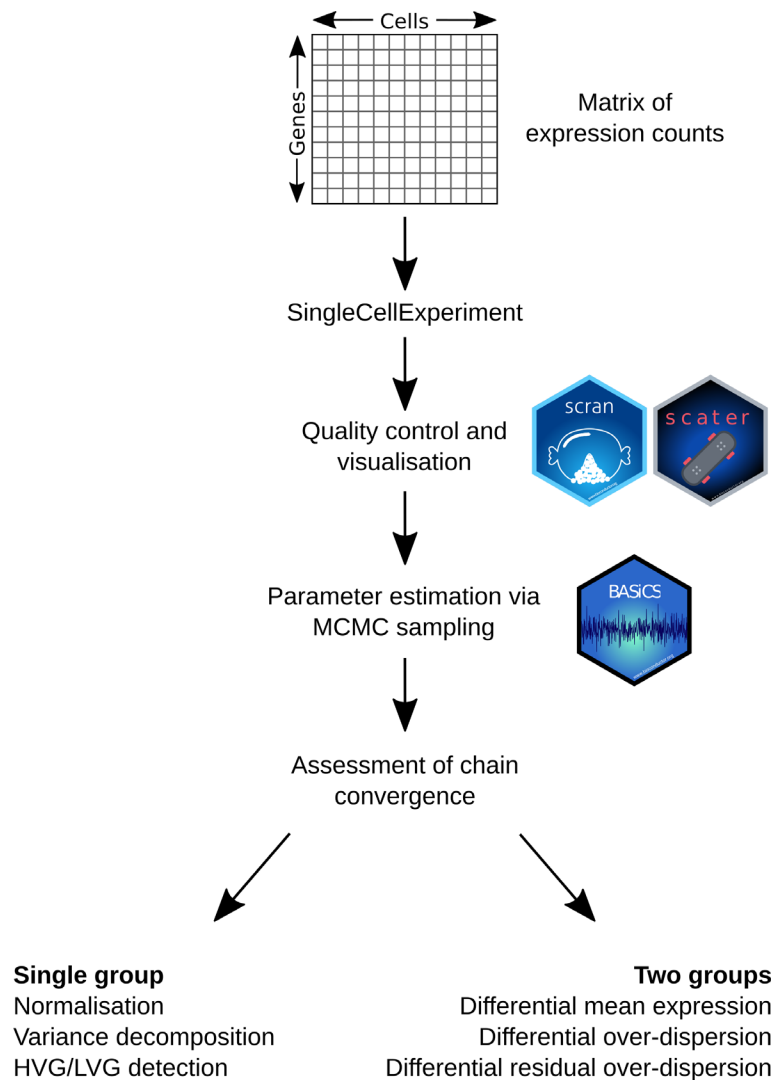 Cells
Genes
Matrix of
expression counts
SingleCellExperiment
Quality control and
visualisation
scran
scater
Parameter estimation via
MCMC sampling
BASiCS
Assessment of chain
convergence
Single group
Normalisation
Variance decomposition
HVG/LVG detection
Two groups
Differential mean expression
Differential over-dispersion
Differential residual over-dispersion